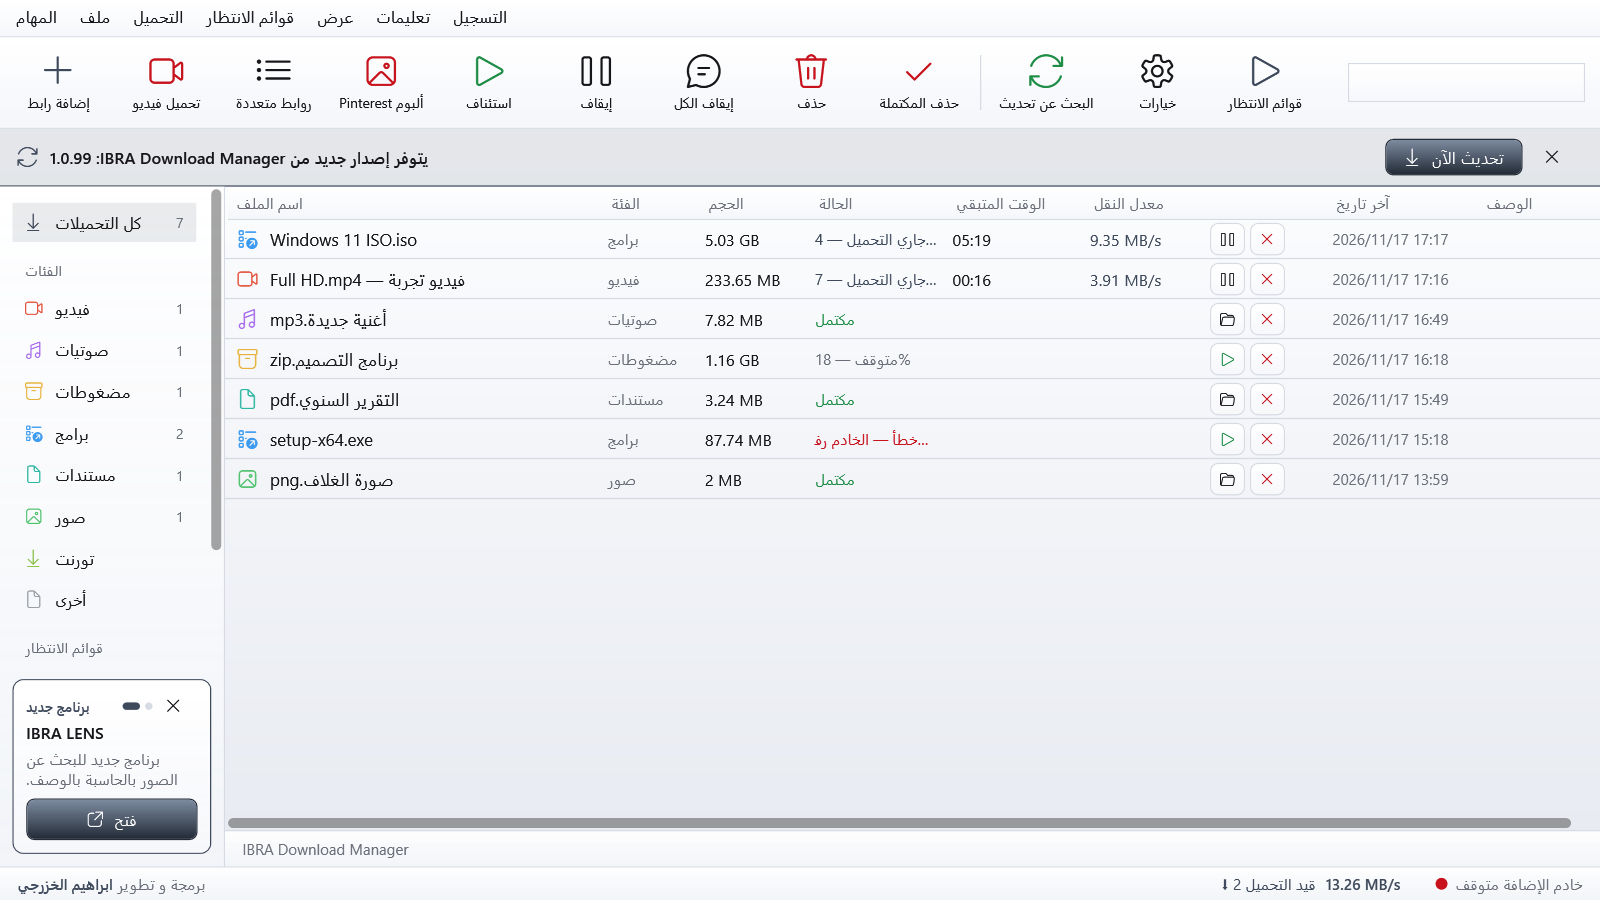 المهام ملف التحميل قوائم الانتظار عرض تعليمات التسجيل
إضافة رابط
تحميل فيديو
روابط متعددة
ألبوم Pinterest
استئناف
إيقاف
إيقاف الكل
حذف
حذف المكتملة
البحث عن تحديث
خيارات
قوائم الانتظار
يتوفر إصدار جديد من IBRA Download Manager: 1.0.99
تحديث الآن
كل التحميلات 7
الفئات
فيديو 1
صوتيات 1
مضغوطات 1
برامج 2
مستندات 1
صور 1
تورنت
أخرى
قوائم الانتظار
برنامج جديد
IBRA LENS
برنامج جديد للبحث عن
الصور بالحاسبة بالوصف.
فتح
اسم الملف الفئة الحجم الحالة الوقت المتبقي معدل النقل آخر تاريخ الوصف
Windows 11 ISO.iso برامج 5.03 GB جاري التحميل — 4... 05:19 9.35 MB/s 2026/11/17 17:17
فيديو تجربة — Full HD.mp4 فيديو 233.65 MB جاري التحميل — 7... 00:16 3.91 MB/s 2026/11/17 17:16
أغنية جديدة.mp3 صوتيات 7.82 MB مكتمل 2026/11/17 16:49
برنامج التصميم.zip مضغوطات 1.16 GB متوقف — 18% 2026/11/17 16:18
التقرير السنوي.pdf مستندات 3.24 MB مكتمل 2026/11/17 15:49
setup-x64.exe برامج 87.74 MB خطأ — الخادم رف... 2026/11/17 15:18
صورة الغلاف.png صور 2 MB مكتمل 2026/11/17 13:59
IBRA Download Manager
برمجة و تطوير ابراهيم الخزرجي
⬇ 2 قيد التحميل 13.26 MB/s
خادم الإضافة متوقف